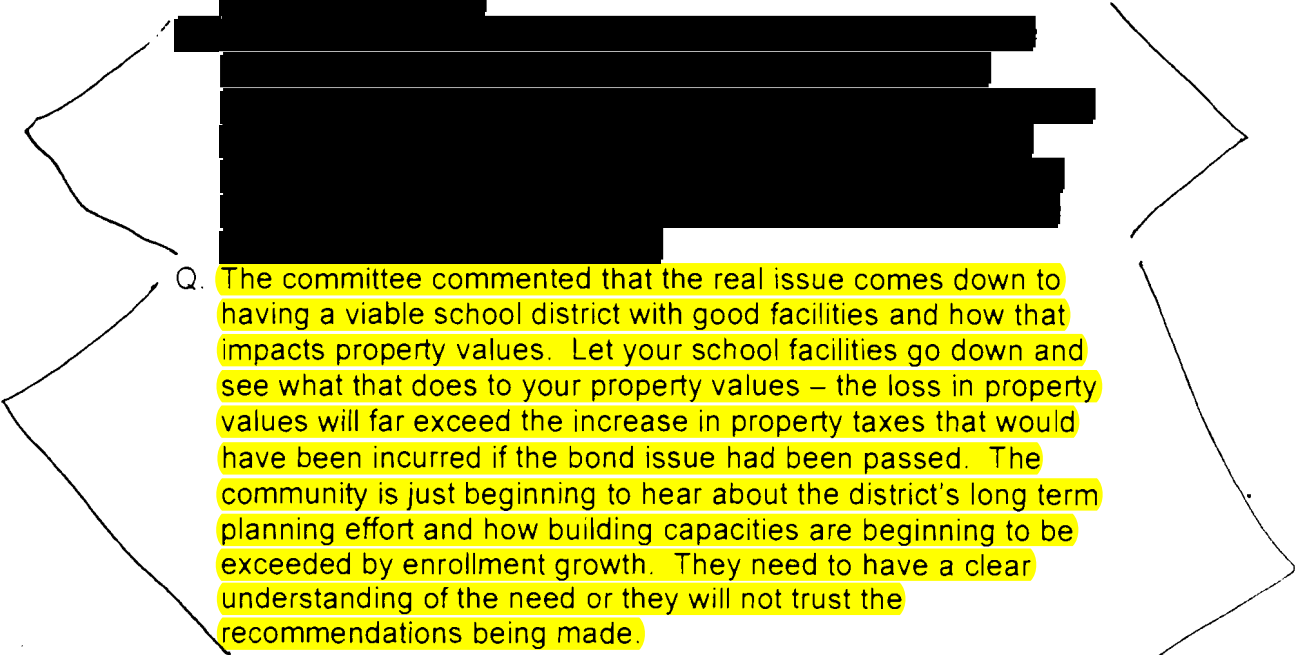 Q. The committee commented that the real issue comes down to
having a viable school district with good facilities and how that
impacts property values.  Let your school facilities go down and
see what that does to your property values – the loss in property
values will far exceed the increase in property taxes that would
have been incurred if the bond issue had been passed.  The
community is just beginning to hear about the district's long term
planning effort and how building capacities are beginning to be
exceeded by enrollment growth.  They need to have a clear
understanding of the need or they will not trust the
recommendations being made.